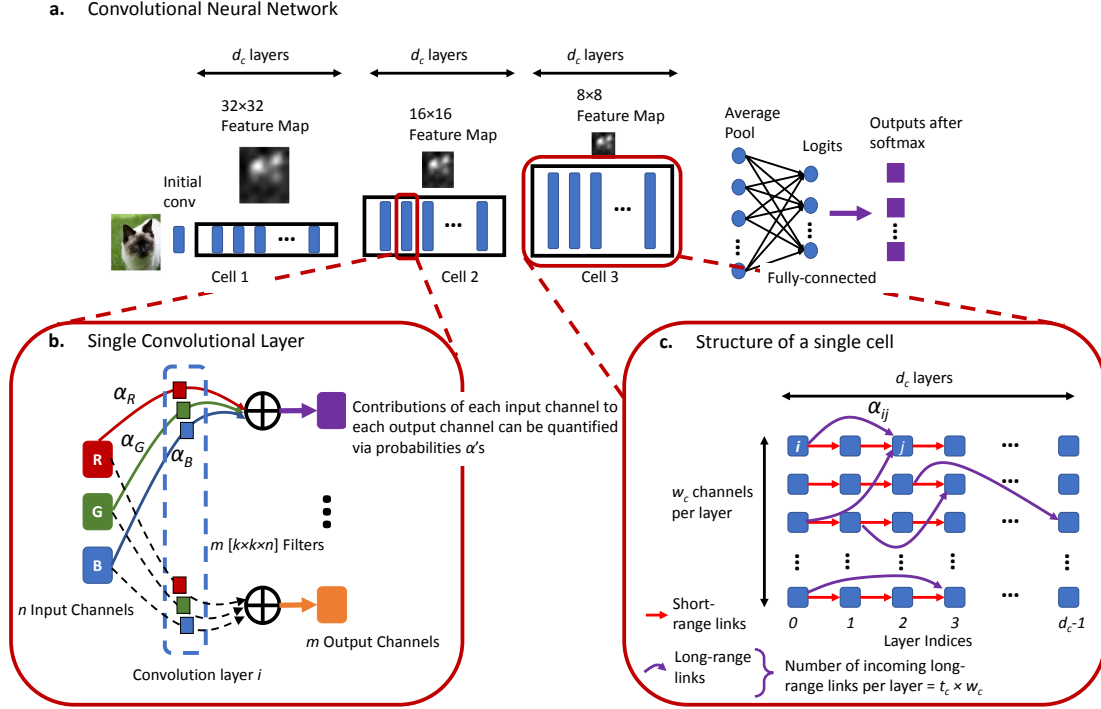 a. Convolutional Neural Network
d_c layers
d_c layers
d_c layers
32×32
Feature Map
16×16
Feature Map
8×8
Feature Map
Average
Pool
Logits
Outputs after
softmax
Initial
conv
Cell 1
Cell 2
Cell 3
Fully-connected
b. Single Convolutional Layer
α_R
α_G
α_B
R
G
B
Contributions of each input channel to
each output channel can be quantified
via probabilities α's
m [k×k×n] Filters
n Input Channels
m Output Channels
Convolution layer i
c. Structure of a single cell
d_c layers
α_ij
i
j
w_c channels
per layer
Short-
range links
0 1 2 3 d_c-1
Layer Indices
Long-range
links
Number of incoming long-
range links per layer = t_c × w_c